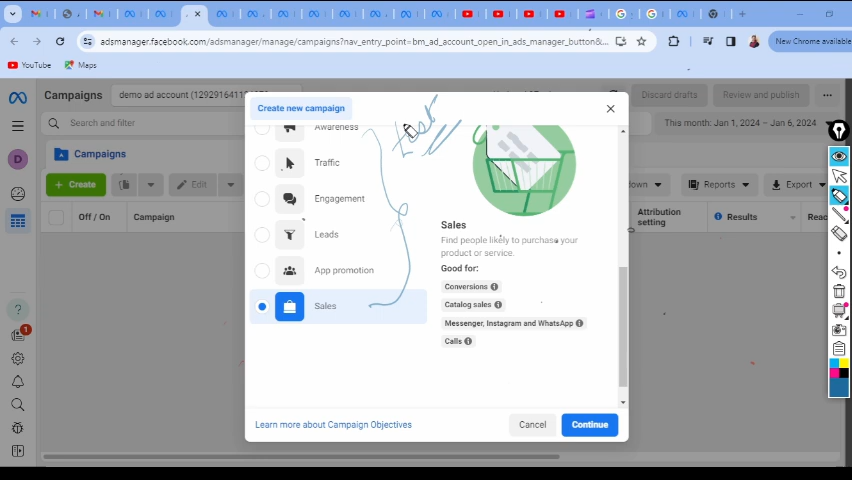 New Chrome available
adsmanager.facebook.com/adsmanager/manage/campaigns?nav_entry_point=bm_ad_account_open_in_ads_manager_button&...
YouTube
Maps
Campaigns
Discard drafts
Review and publish
Create new campaign
Search and filter
This month: Jan 1, 2024 – Jan 6, 2024
Campaigns
Awareness
Traffic
Engagement
Leads
App promotion
Sales
+ Create
Edit
Reports
Export
Off / On
Campaign
Attribution setting
Results
Reac
D
Sales
Find people likely to purchase your
product or service.
Good for:
Conversions
Catalog sales
Messenger, Instagram and WhatsApp
Calls
1
Learn more about Campaign Objectives
Cancel
Continue